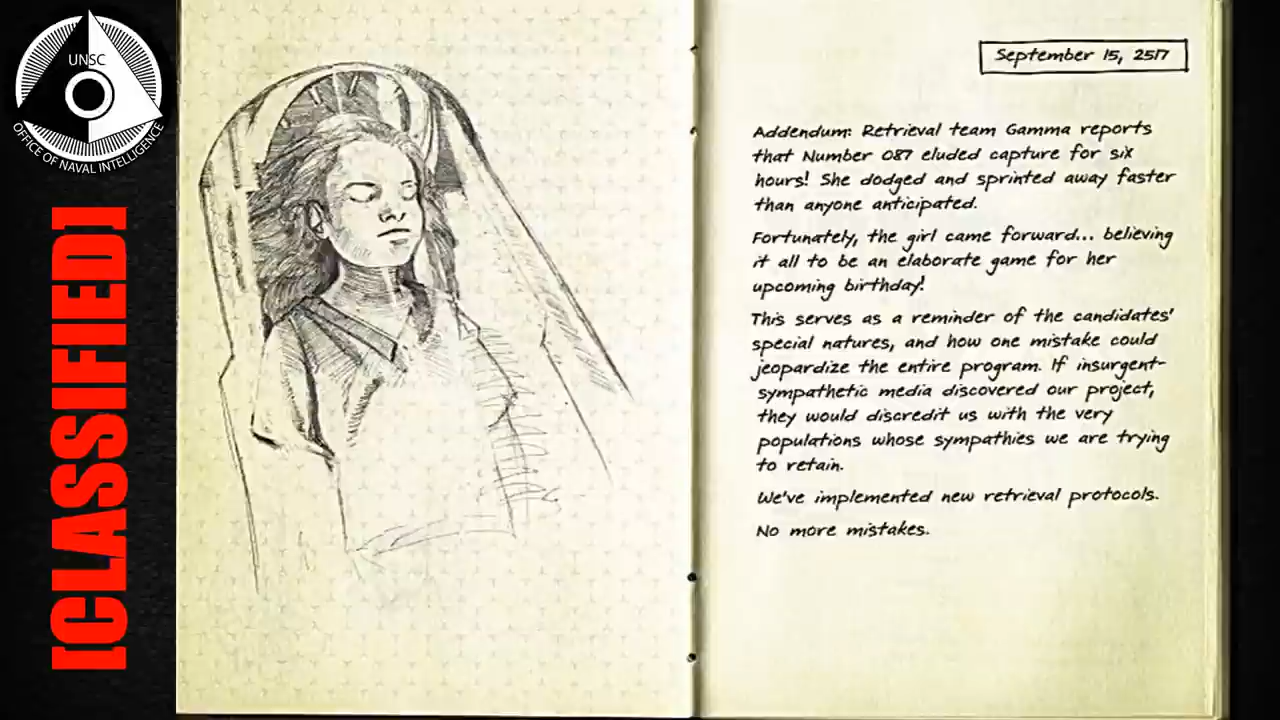 UNSC
OFFICE OF NAVAL INTELLIGENCE
[CLASSIFIED]
September 15, 2517
Addendum: Retrieval team Gamma reports
that Number 087 eluded capture for six
hours! She dodged and sprinted away faster
than anyone anticipated.
Fortunately, the girl came forward... believing
it all to be an elaborate game for her
upcoming birthday!
This serves as a reminder of the candidates'
special natures, and how one mistake could
jeopardize the entire program. If insurgent-
sympathetic media discovered our project,
they would discredit us with the very
populations whose sympathies we are trying
to retain.
We've implemented new retrieval protocols.
No more mistakes.